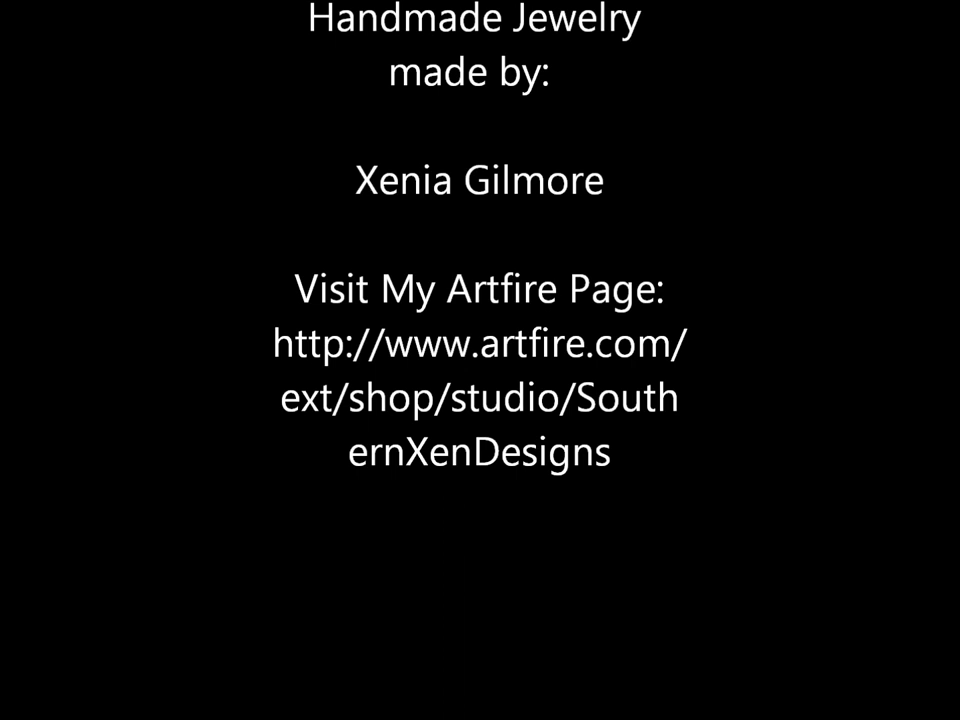 Handmade Jewelry
made by:
Xenia Gilmore
Visit My Artfire Page:
http://www.artfire.com/
ext/shop/studio/South
ernXenDesigns